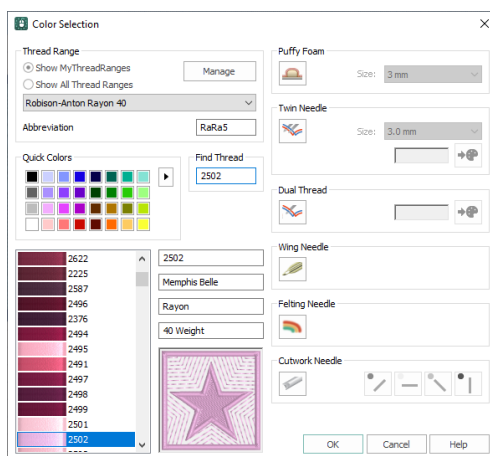 Color Selection
Thread Range
Show MyThreadRanges
Manage
Show All Thread Ranges
Robison-Anton Rayon 40
Abbreviation
RaRa5
Quick Colors
Find Thread
2502
2622
2225
2587
2496
2376
2494
2495
2491
2497
2498
2499
2501
2502
2502
Memphis Belle
Rayon
40 Weight
Puffy Foam
Size:
3 mm
Twin Needle
Size:
3.0 mm
Dual Thread
Wing Needle
Felting Needle
Cutwork Needle
OK
Cancel
Help